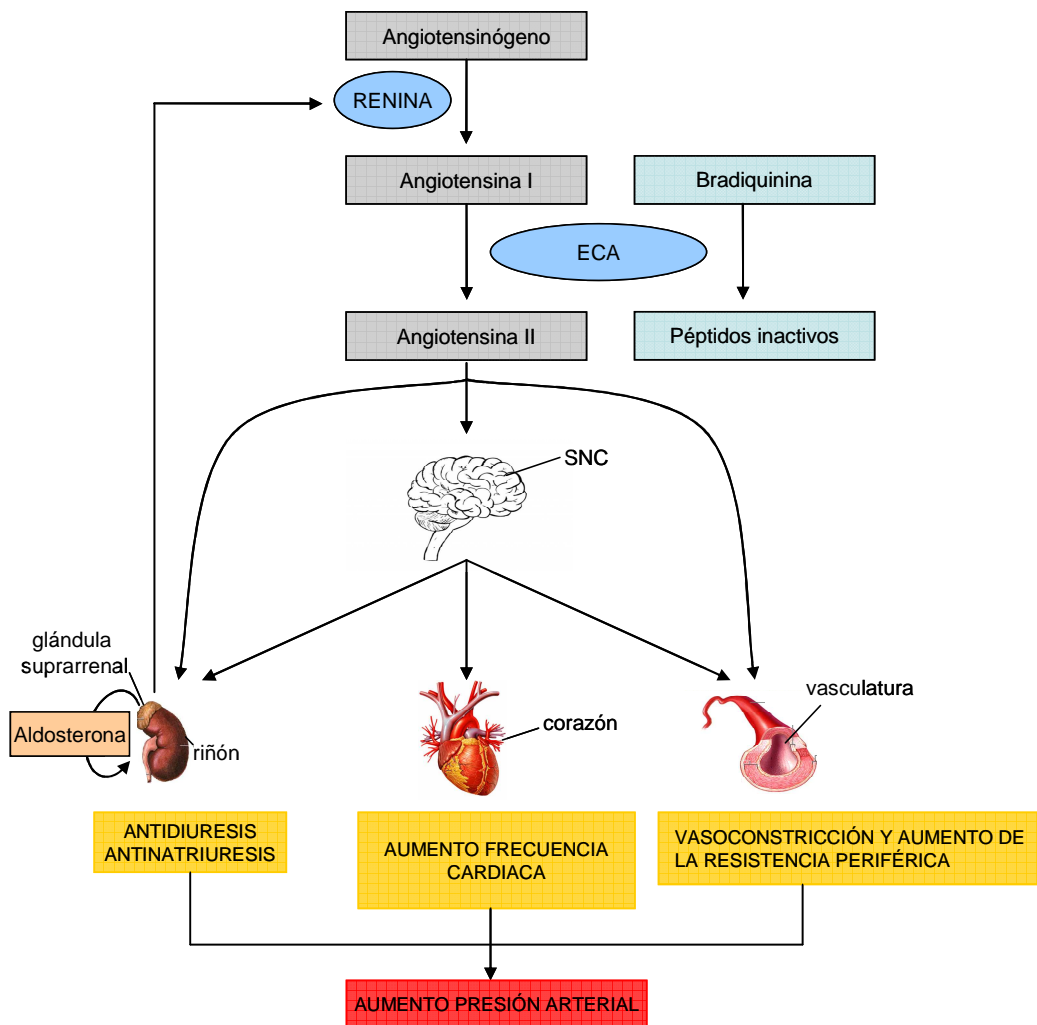 Angiotensinógeno
RENINA
Angiotensina I
Bradiquinina
ECA
Angiotensina II
Péptidos inactivos
SNC
glándula
suprarrenal
Aldosterona
riñón
corazón
vasculatura
ANTIDIURESIS
ANTINATRIURESIS
AUMENTO FRECUENCIA
CARDIACA
VASOCONSTRICCIÓN Y AUMENTO DE
LA RESISTENCIA PERIFÉRICA
AUMENTO PRESIÓN ARTERIAL